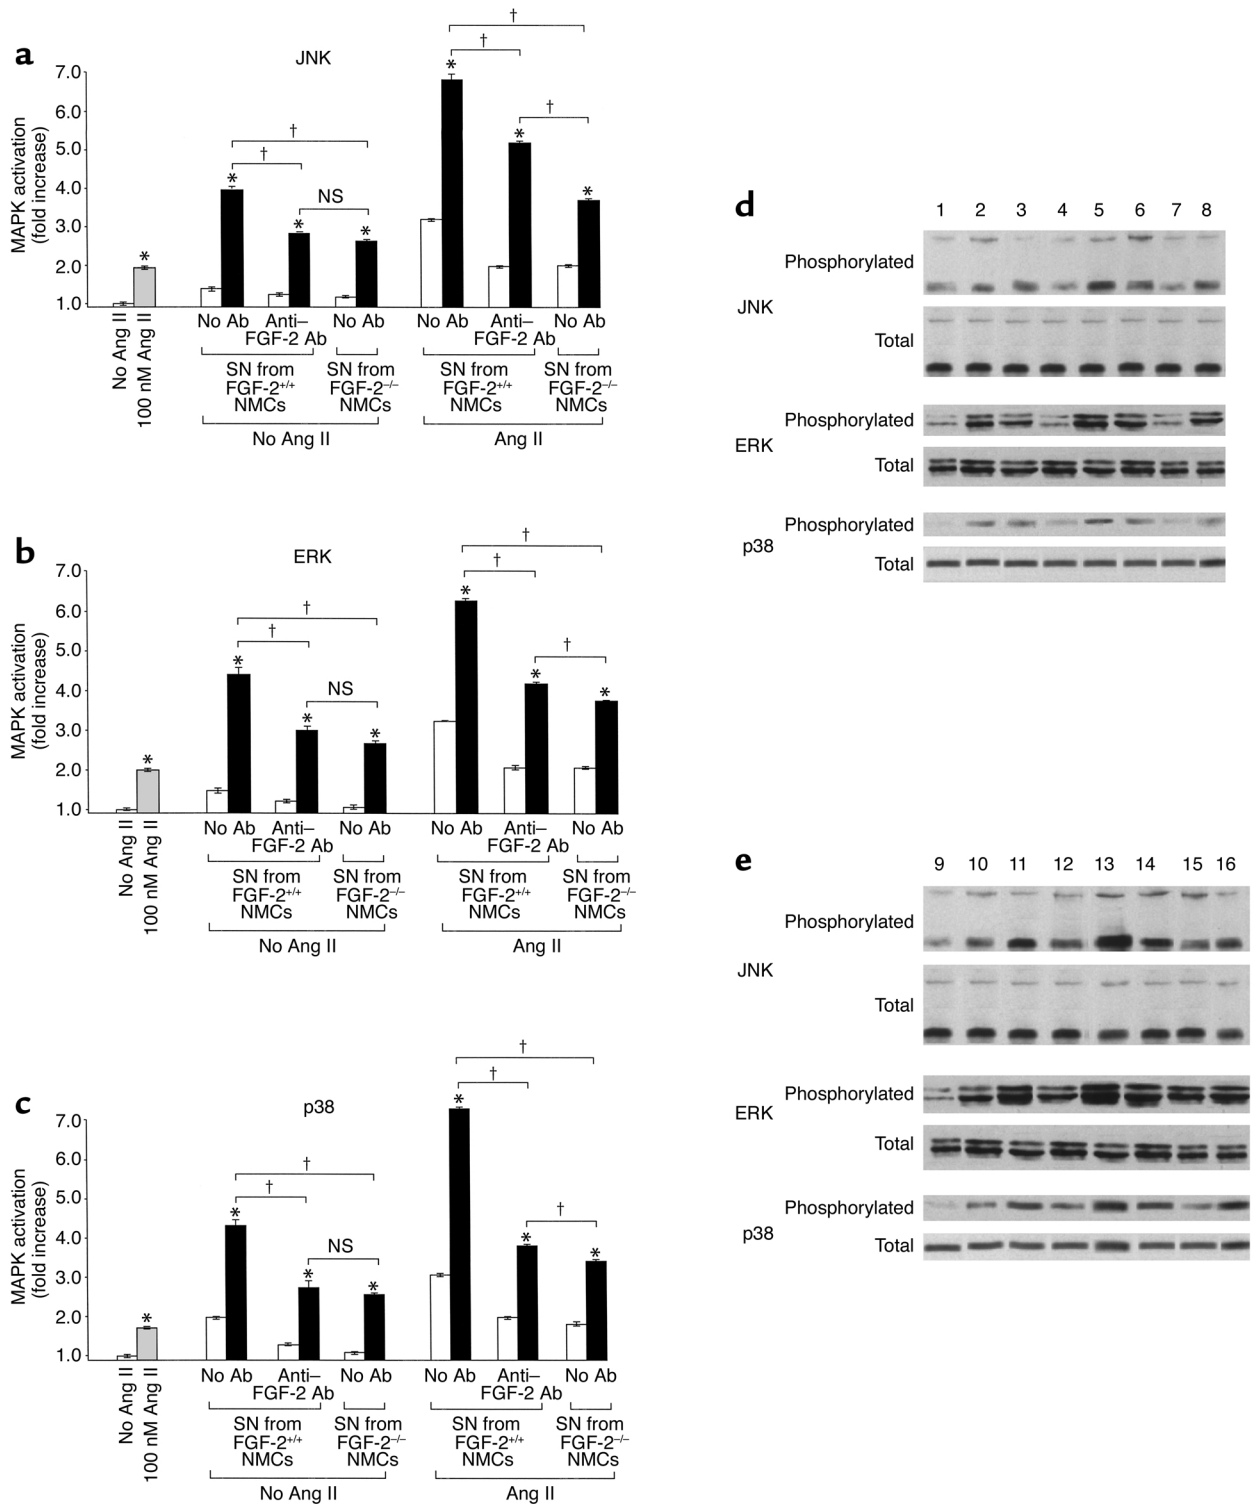 a
JNK
MAPK activation
(fold increase)
7.0
6.0
5.0
4.0
3.0
2.0
1.0
*
* * *
* * *
† † NS
† † †
No Ang II
100 nM Ang II
No Ab Anti– No Ab No Ab Anti– No Ab
FGF-2 Ab FGF-2 Ab
SN from SN from SN from SN from
FGF-2+/+ FGF-2–/– FGF-2+/+ FGF-2–/–
NMCs NMCs NMCs NMCs
No Ang II Ang II
b
ERK
MAPK activation
(fold increase)
7.0
6.0
5.0
4.0
3.0
2.0
1.0
*
* * *
* * *
† † NS
† † †
No Ang II
100 nM Ang II
No Ab Anti– No Ab No Ab Anti– No Ab
FGF-2 Ab FGF-2 Ab
SN from SN from SN from SN from
FGF-2+/+ FGF-2–/– FGF-2+/+ FGF-2–/–
NMCs NMCs NMCs NMCs
No Ang II Ang II
c
p38
MAPK activation
(fold increase)
7.0
6.0
5.0
4.0
3.0
2.0
1.0
*
* * *
* * *
† † NS
† † †
No Ang II
100 nM Ang II
No Ab Anti– No Ab No Ab Anti– No Ab
FGF-2 Ab FGF-2 Ab
SN from SN from SN from SN from
FGF-2+/+ FGF-2–/– FGF-2+/+ FGF-2–/–
NMCs NMCs NMCs NMCs
No Ang II Ang II
d
1 2 3 4 5 6 7 8
Phosphorylated
JNK
Total
Phosphorylated
ERK
Total
Phosphorylated
p38
Total
e
9 10 11 12 13 14 15 16
Phosphorylated
JNK
Total
Phosphorylated
ERK
Total
Phosphorylated
p38
Total